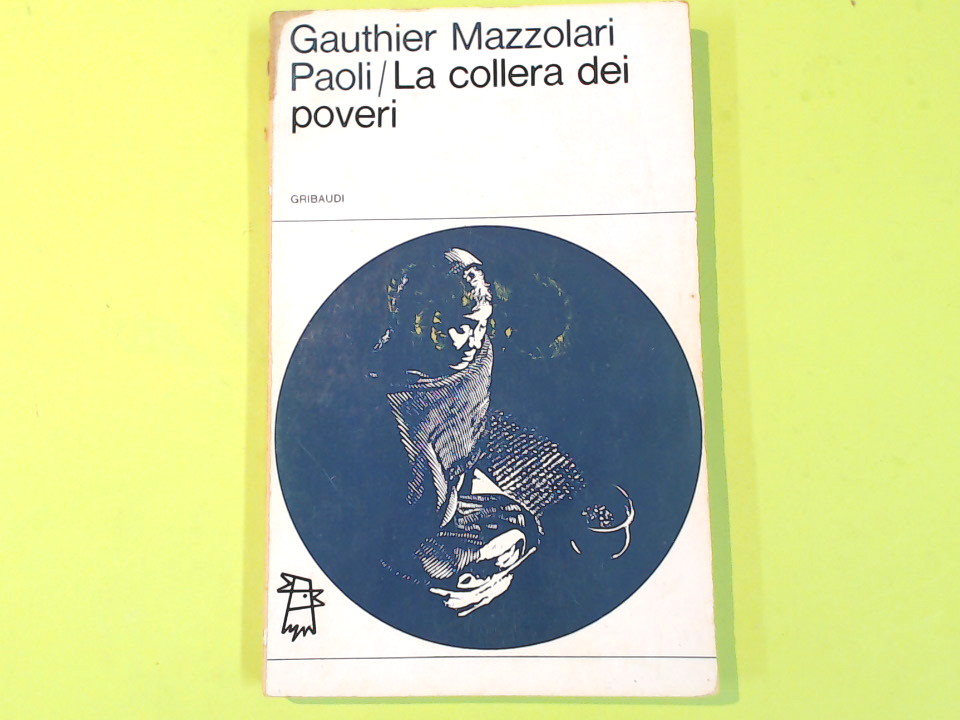 Gauthier Mazzolari
Paoli/La collera dei
poveri
GRIBAUDI